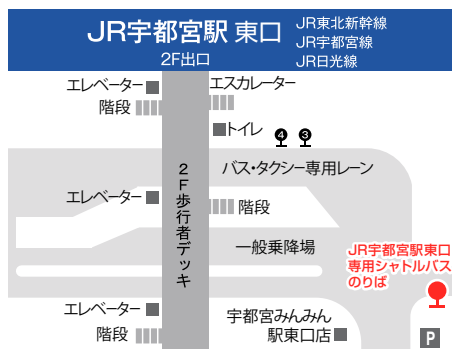 JR宇都宮駅 東口
JR東北新幹線
JR宇都宮線
JR日光線
2F出口
エレベーター
エスカレーター
階段
トイレ
4
3
バス・タクシー専用レーン
2F歩行者デッキ
エレベーター
階段
一般乗降場
JR宇都宮駅東口
専用シャトルバス
のりば
エレベーター
宇都宮みんみん
駅東口店
階段
P